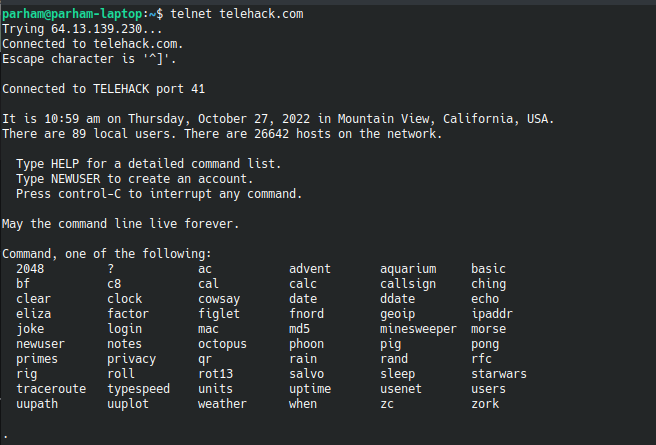 parham@parham-laptop:~$ telnet telehack.com
Trying 64.13.139.230...
Connected to telehack.com.
Escape character is '^]'.
Connected to TELEHACK port 41
It is 10:59 am on Thursday, October 27, 2022 in Mountain View, California, USA.
There are 89 local users. There are 26642 hosts on the network.
Type HELP for a detailed command list.
Type NEWUSER to create an account.
Press control-C to interrupt any command.
May the command line live forever.
Command, one of the following:
2048 ? ac advent aquarium basic
bf c8 cal calc callsign ching
clear clock cowsay date ddate echo
eliza factor figlet fnord geoip ipaddr
joke login mac md5 minesweeper morse
newuser notes octopus phoon pig pong
primes privacy qr rain rand rfc
rig roll rot13 salvo sleep starwars
traceroute typespeed units uptime usenet users
uupath uuplot weather when zc zork
.